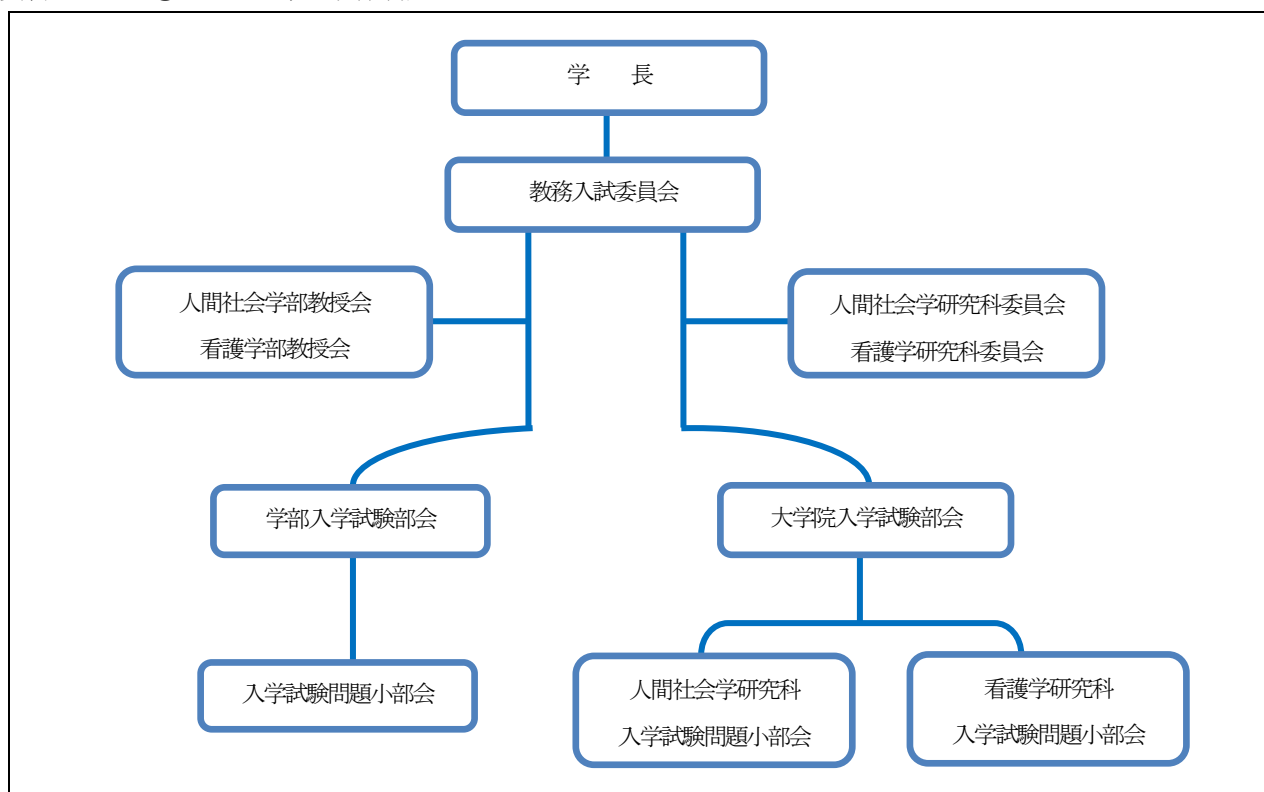 学　　長
教務入試委員会
人間社会学部教授会
看護学部教授会
人間社会学研究科委員会
看護学研究科委員会
学部入学試験部会
大学院入学試験部会
入学試験問題小部会
人間社会学研究科
入学試験問題小部会
看護学研究科
入学試験問題小部会